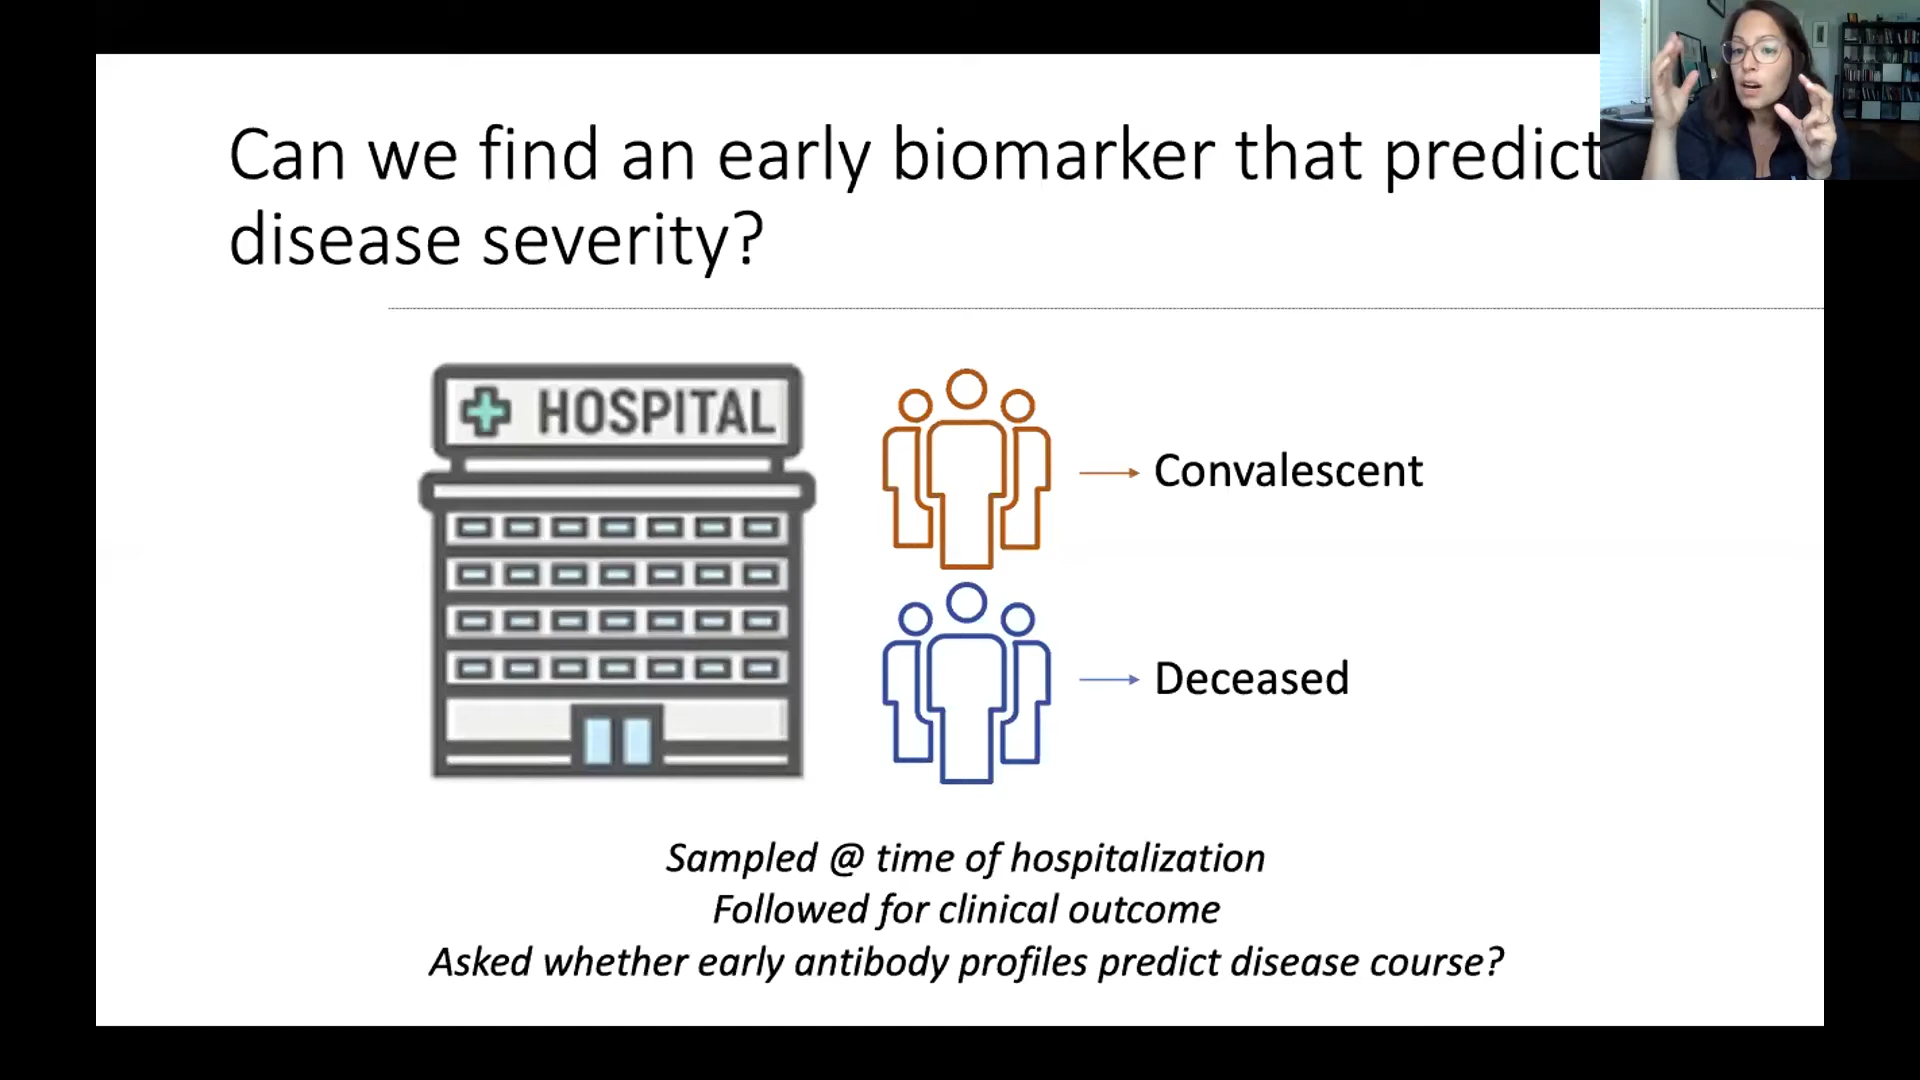 Can we find an early biomarker that predict
disease severity?
HOSPITAL
Convalescent
Deceased
Sampled @ time of hospitalization
Followed for clinical outcome
Asked whether early antibody profiles predict disease course?